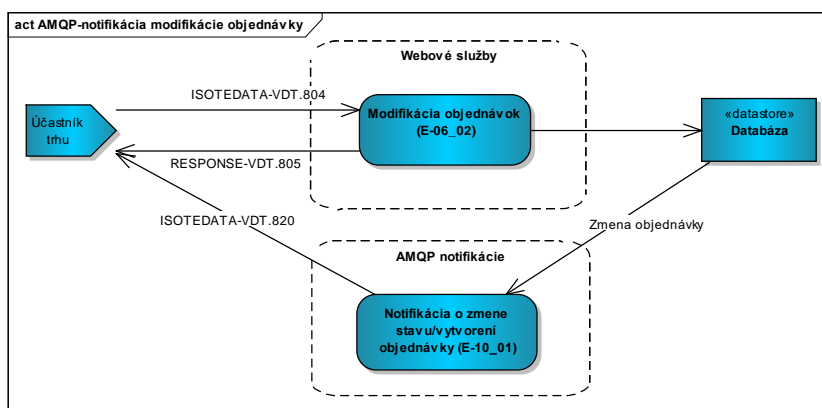 act AMQP-notifikácia modifikácie objednávky
Webové služby
ISOTEDATA-VDT.804
Účastník
trhu
Modifikácia objednávok
(E-06_02)
«datastore»
Databáza
RESPONSE-VDT.805
ISOTEDATA-VDT.820
Zmena objednávky
AMQP notifikácie
Notifikácia o zmene
stavu/vytvorení
objednávky (E-10_01)